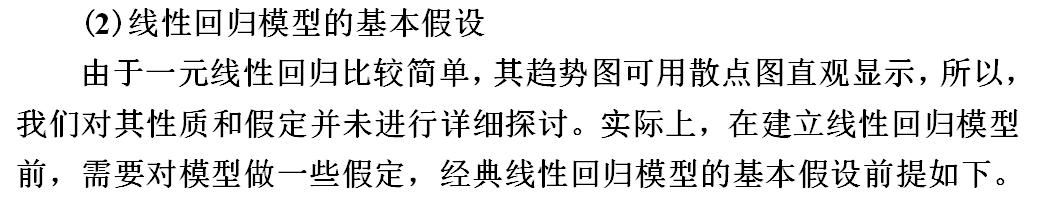 (2)线性回归模型的基本假设
由于一元线性回归比较简单，其趋势图可用散点图直观显示，所以，
我们对其性质和假定并未进行详细探讨。实际上，在建立线性回归模型
前，需要对模型做一些假定，经典线性回归模型的基本假设前提如下。